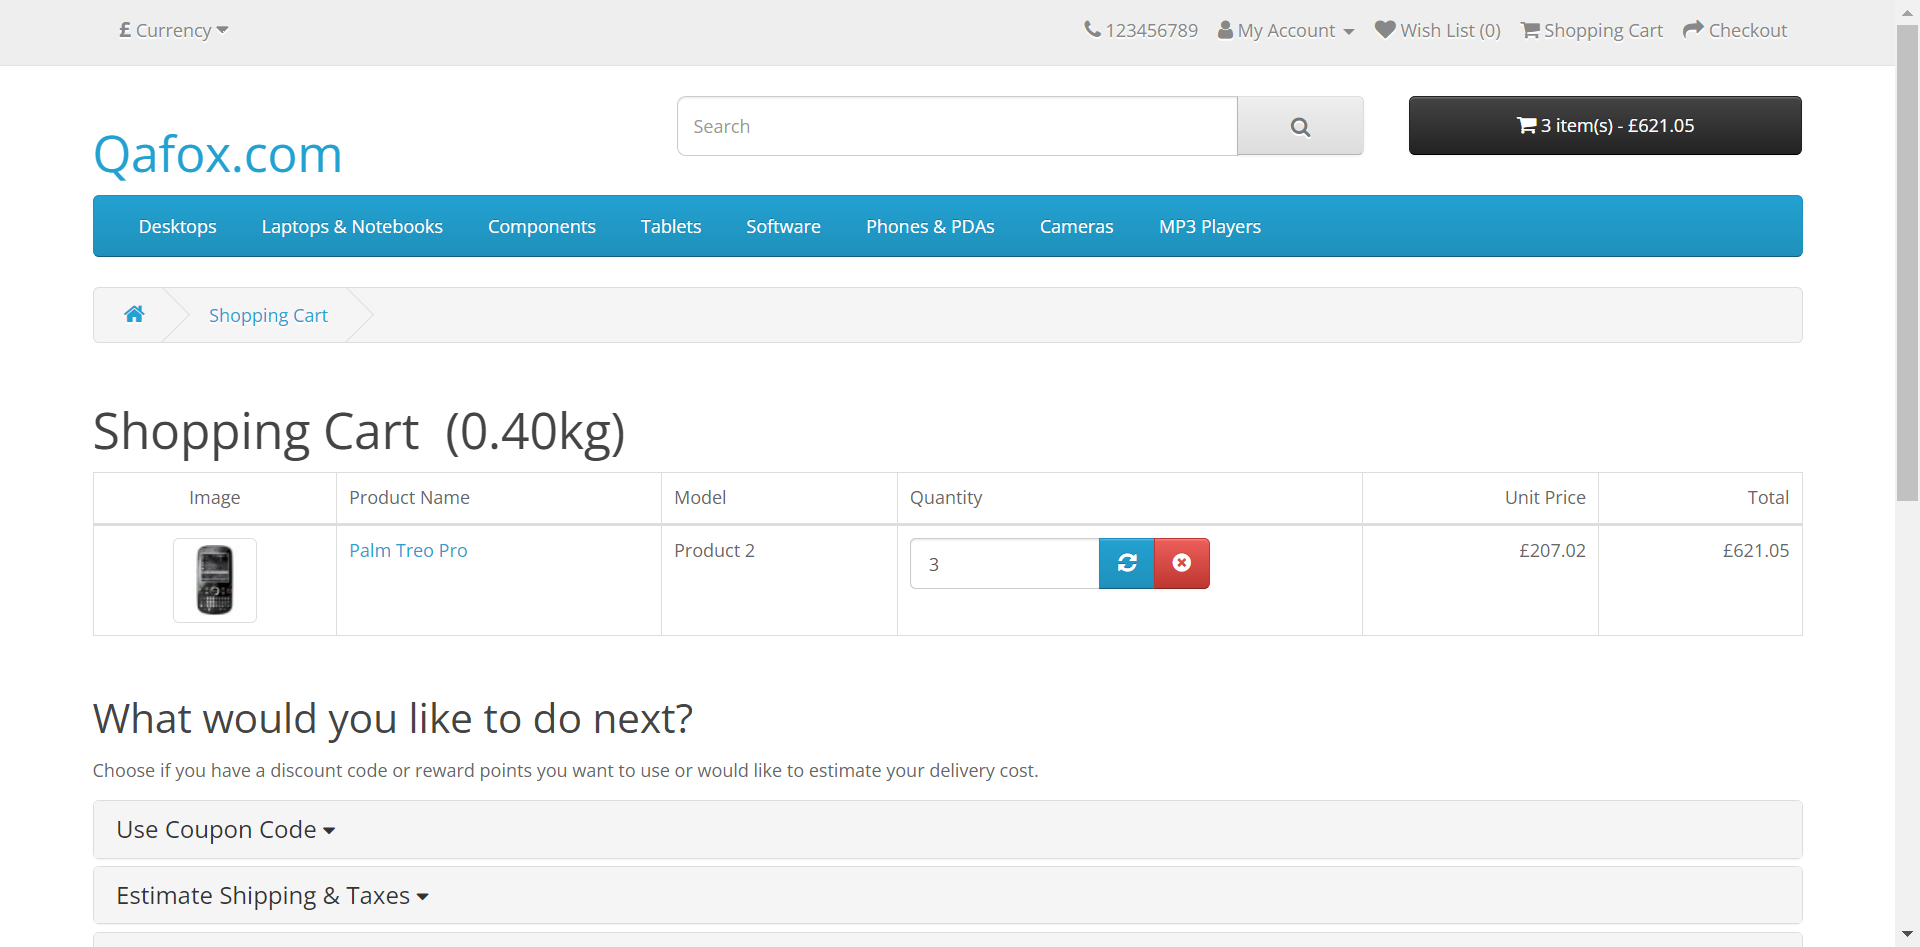 £ Currency
123456789 My Account Wish List (0) Shopping Cart Checkout
Qafox.com
Search
3 item(s) - £621.05
Desktops Laptops & Notebooks Components Tablets Software Phones & PDAs Cameras MP3 Players
Shopping Cart
Shopping Cart (0.40kg)
Image Product Name Model Quantity Unit Price Total
Palm Treo Pro Product 2 3 £207.02 £621.05
What would you like to do next?
Choose if you have a discount code or reward points you want to use or would like to estimate your delivery cost.
Use Coupon Code
Estimate Shipping & Taxes